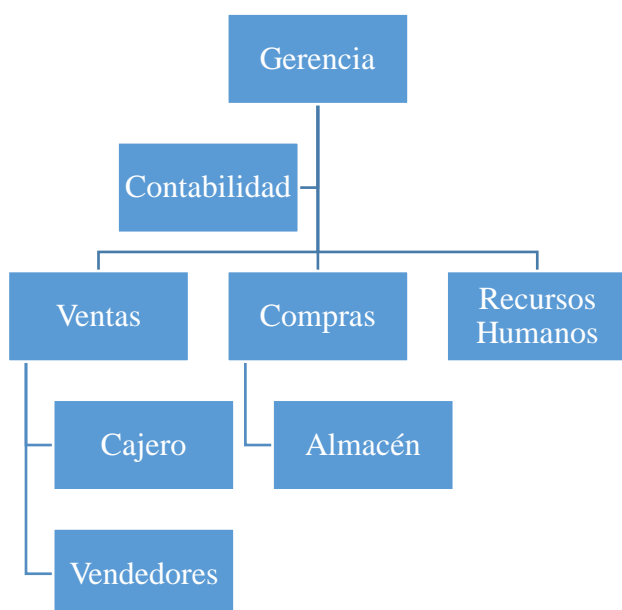 Gerencia
Contabilidad
Ventas
Compras
Recursos
Humanos
Cajero
Almacén
Vendedores